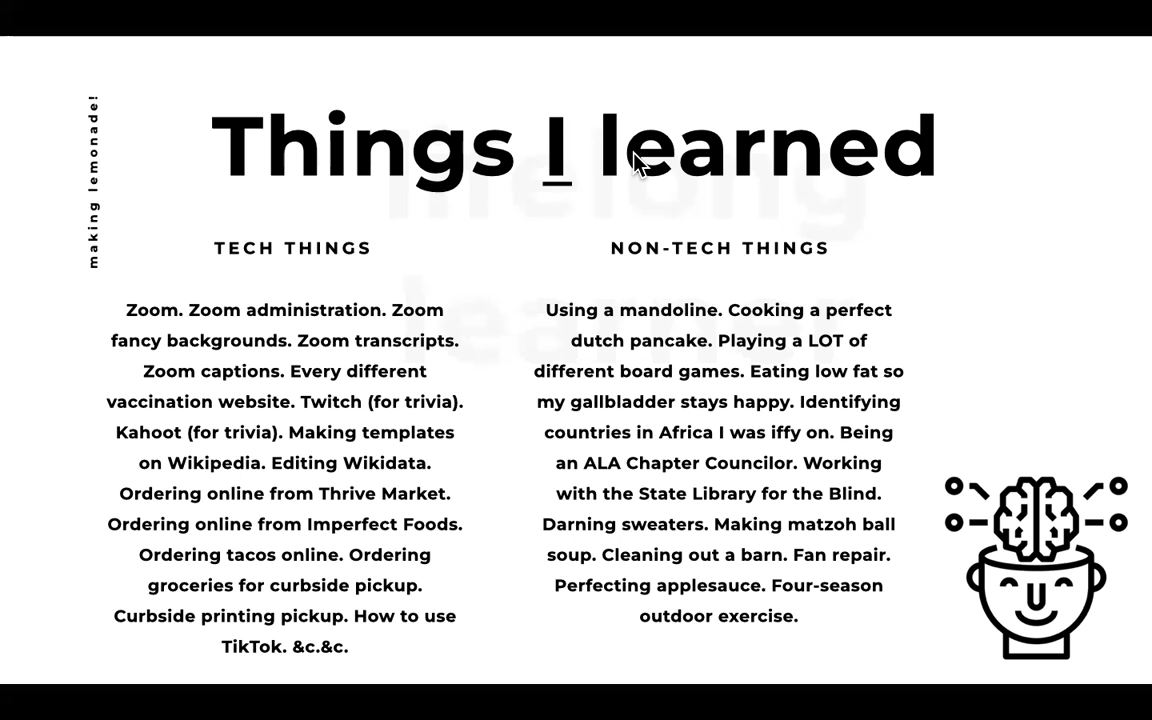 making lemonade!
Things I learned
lifelong
learner
TECH THINGS
Zoom. Zoom administration. Zoom
fancy backgrounds. Zoom transcripts.
Zoom captions. Every different
vaccination website. Twitch (for trivia).
Kahoot (for trivia). Making templates
on Wikipedia. Editing Wikidata.
Ordering online from Thrive Market.
Ordering online from Imperfect Foods.
Ordering tacos online. Ordering
groceries for curbside pickup.
Curbside printing pickup. How to use
TikTok. &c.&c.
NON-TECH THINGS
Using a mandoline. Cooking a perfect
dutch pancake. Playing a LOT of
different board games. Eating low fat so
my gallbladder stays happy. Identifying
countries in Africa I was iffy on. Being
an ALA Chapter Councilor. Working
with the State Library for the Blind.
Darning sweaters. Making matzoh ball
soup. Cleaning out a barn. Fan repair.
Perfecting applesauce. Four-season
outdoor exercise.